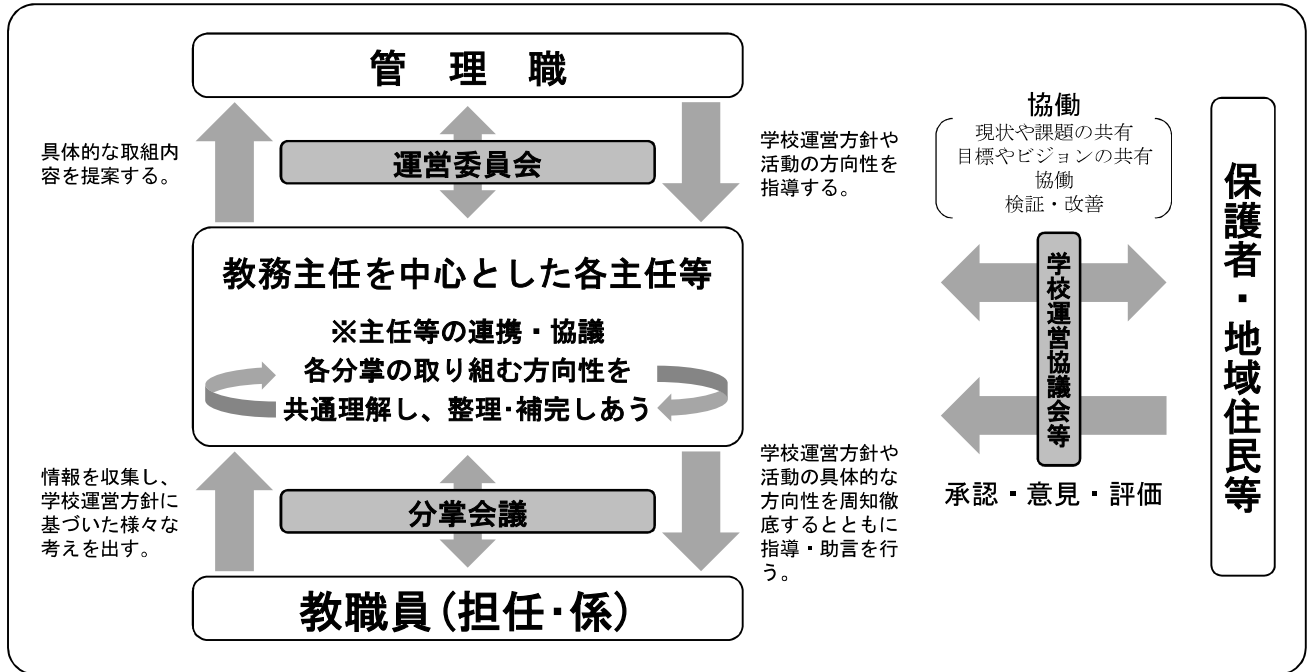 管 理 職
具体的な取組内
容を提案する。
運営委員会
学校運営方針や
活動の方向性を
指導する。
教務主任を中心とした各主任等
※主任等の連携・協議
各分掌の取り組む方向性を
共通理解し、整理・補完しあう
情報を収集し、
学校運営方針に
基づいた様々な
考えを出す。
分掌会議
学校運営方針や
活動の具体的な
方向性を周知徹
底するとともに
指導・助言を行
う。
教職員(担任・係)
協働
現状や課題の共有
目標やビジョンの共有
協働
検証・改善
学校運営協議会等
承認・意見・評価
保護者・地域住民等